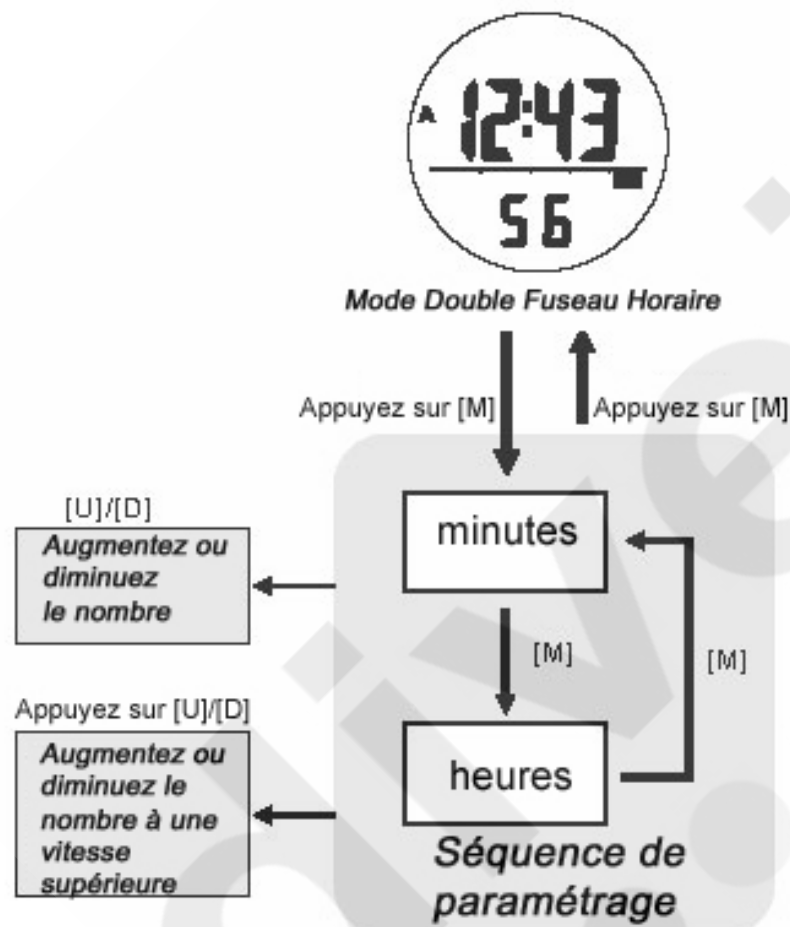 A 12:43
56
Mode Double Fuseau Horaire
Appuyez sur [M]
Appuyez sur [M]
[U]/[D]
Augmentez ou
diminuez
le nombre
minutes
[M]
[M]
Appuyez sur [U]/[D]
Augmentez ou
diminuez le
nombre à une
vitesse
supérieure
heures
Séquence de
paramétrage